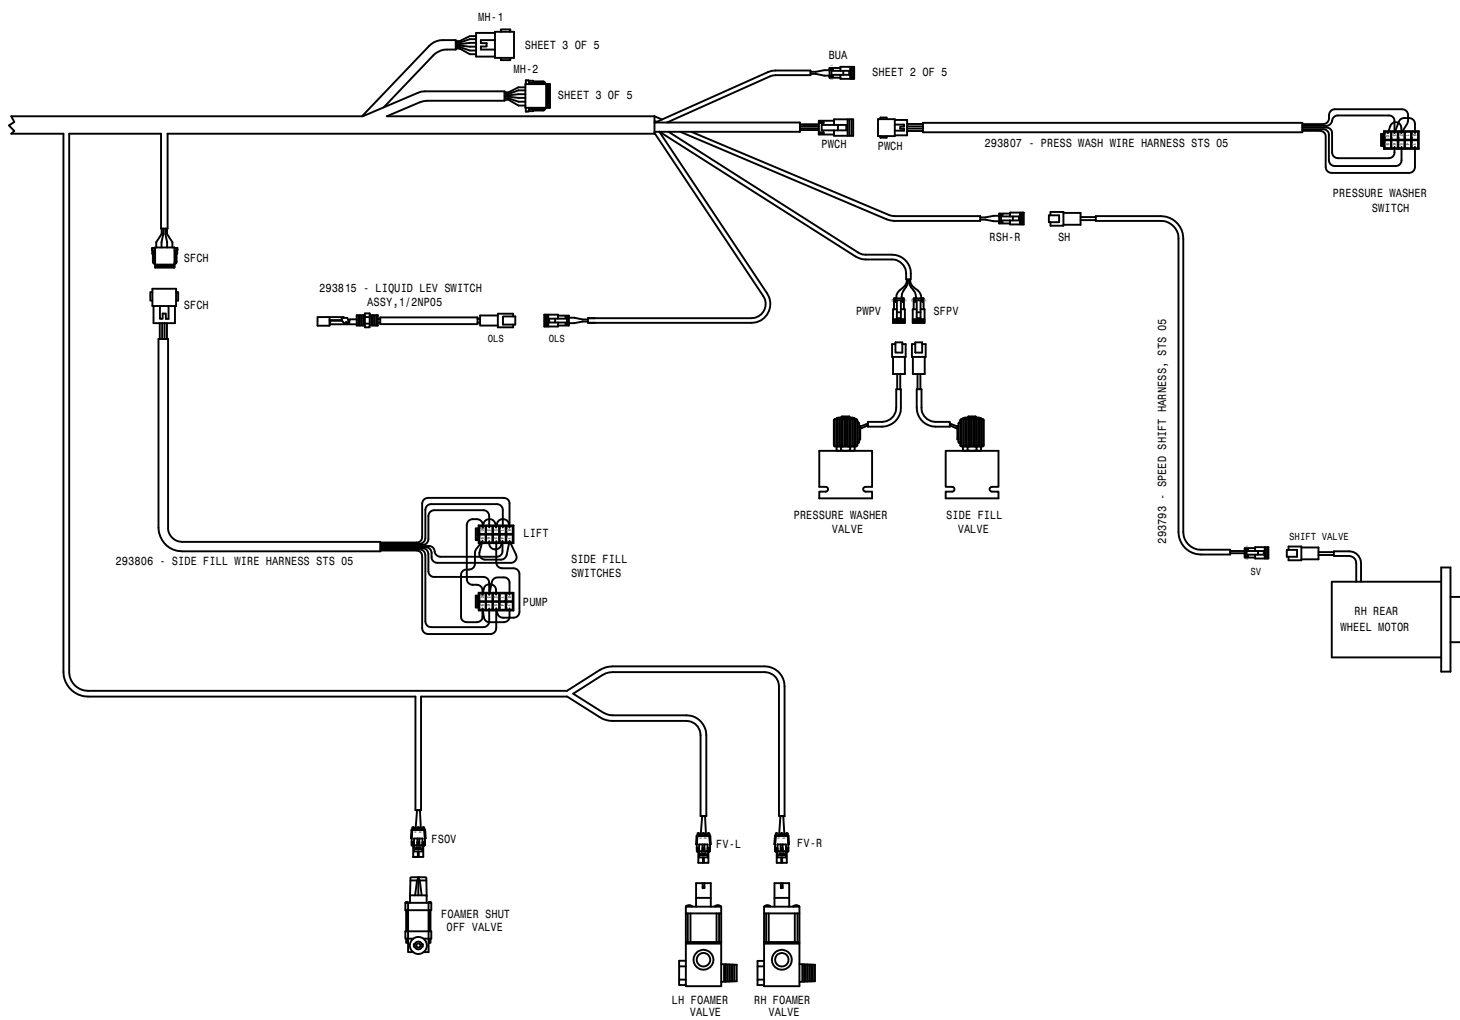 MH-1
SHEET 3 OF 5
MH-2
SHEET 3 OF 5
BUA
SHEET 2 OF 5
PWCH
PWCH
293807 - PRESS WASH WIRE HARNESS STS 05
PRESSURE WASHER
SWITCH
RSH-R
SH
SFCH
SFCH
293815 - LIQUID LEV SWITCH
ASSY,1/2NP05
OLS
OLS
PWPV
SFPV
293793 - SPEED SHIFT HARNESS, STS 05
PRESSURE WASHER
VALVE
SIDE FILL
VALVE
LIFT
293806 - SIDE FILL WIRE HARNESS STS 05
SIDE FILL
SWITCHES
PUMP
SHIFT VALVE
SV
RH REAR
WHEEL MOTOR
FSOV
FV-L
FV-R
FOAMER SHUT
OFF VALVE
LH FOAMER
VALVE
RH FOAMER
VALVE